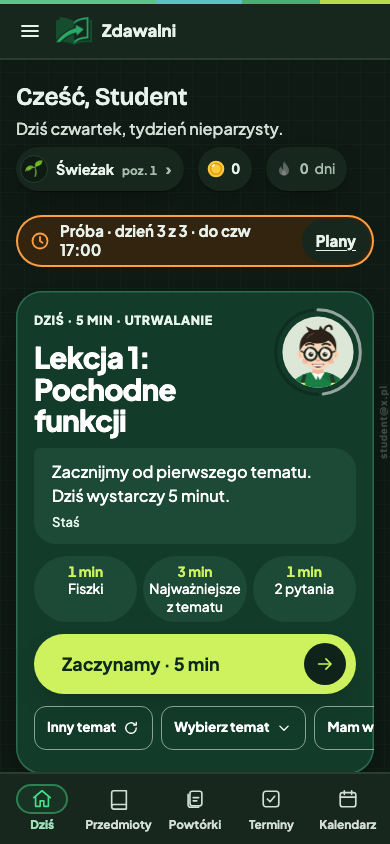 Zdawalni
Cześć, Student
Dziś czwartek, tydzień nieparzysty.
Świeżak poz. 1 ›
0
0 dni
Próba · dzień 3 z 3 · do czw
17:00
Plany
DZIŚ · 5 MIN · UTRWALANIE
Lekcja 1:
Pochodne
funkcji
Zacznijmy od pierwszego tematu.
Dziś wystarczy 5 minut.
Staś
1 min
Fiszki
3 min
Najważniejsze
z tematu
1 min
2 pytania
Zaczynamy · 5 min
Inny temat
Wybierz temat
Mam w
student@x.pl
Dziś
Przedmioty
Powtórki
Terminy
Kalendarz